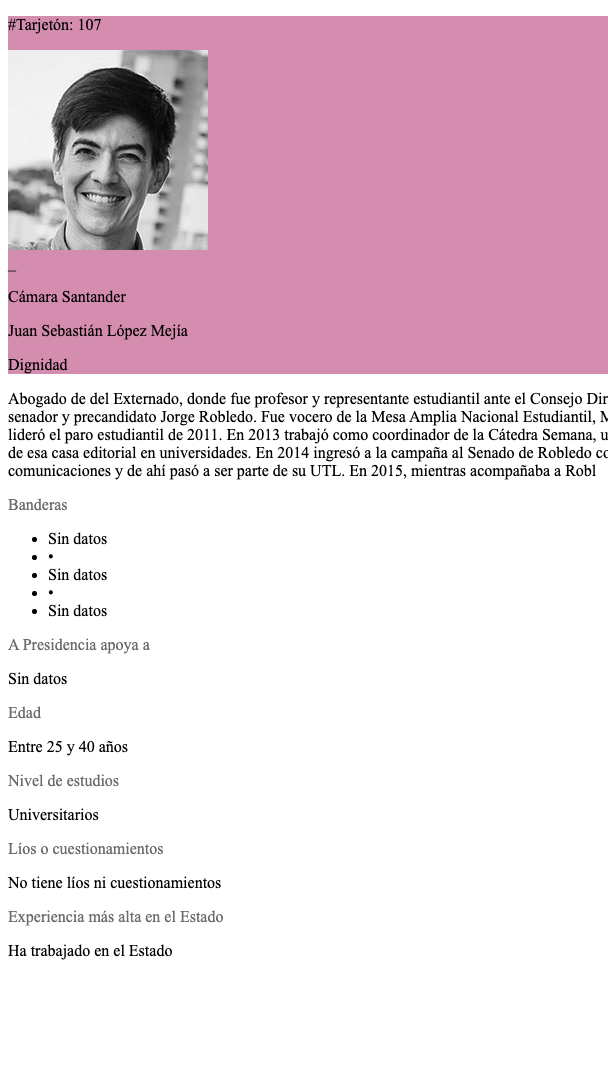 #Tarjetón: 107
_
Cámara Santander
Juan Sebastián López Mejía
Dignidad
Abogado de del Externado, donde fue profesor y representante estudiantil ante el Consejo Dir
senador y precandidato Jorge Robledo. Fue vocero de la Mesa Amplia Nacional Estudiantil, M
lideró el paro estudiantil de 2011. En 2013 trabajó como coordinador de la Cátedra Semana, u
de esa casa editorial en universidades. En 2014 ingresó a la campaña al Senado de Robledo co
comunicaciones y de ahí pasó a ser parte de su UTL. En 2015, mientras acompañaba a Robl
Banderas
• Sin datos
• •
• Sin datos
• •
• Sin datos
A Presidencia apoya a
Sin datos
Edad
Entre 25 y 40 años
Nivel de estudios
Universitarios
Líos o cuestionamientos
No tiene líos ni cuestionamientos
Experiencia más alta en el Estado
Ha trabajado en el Estado